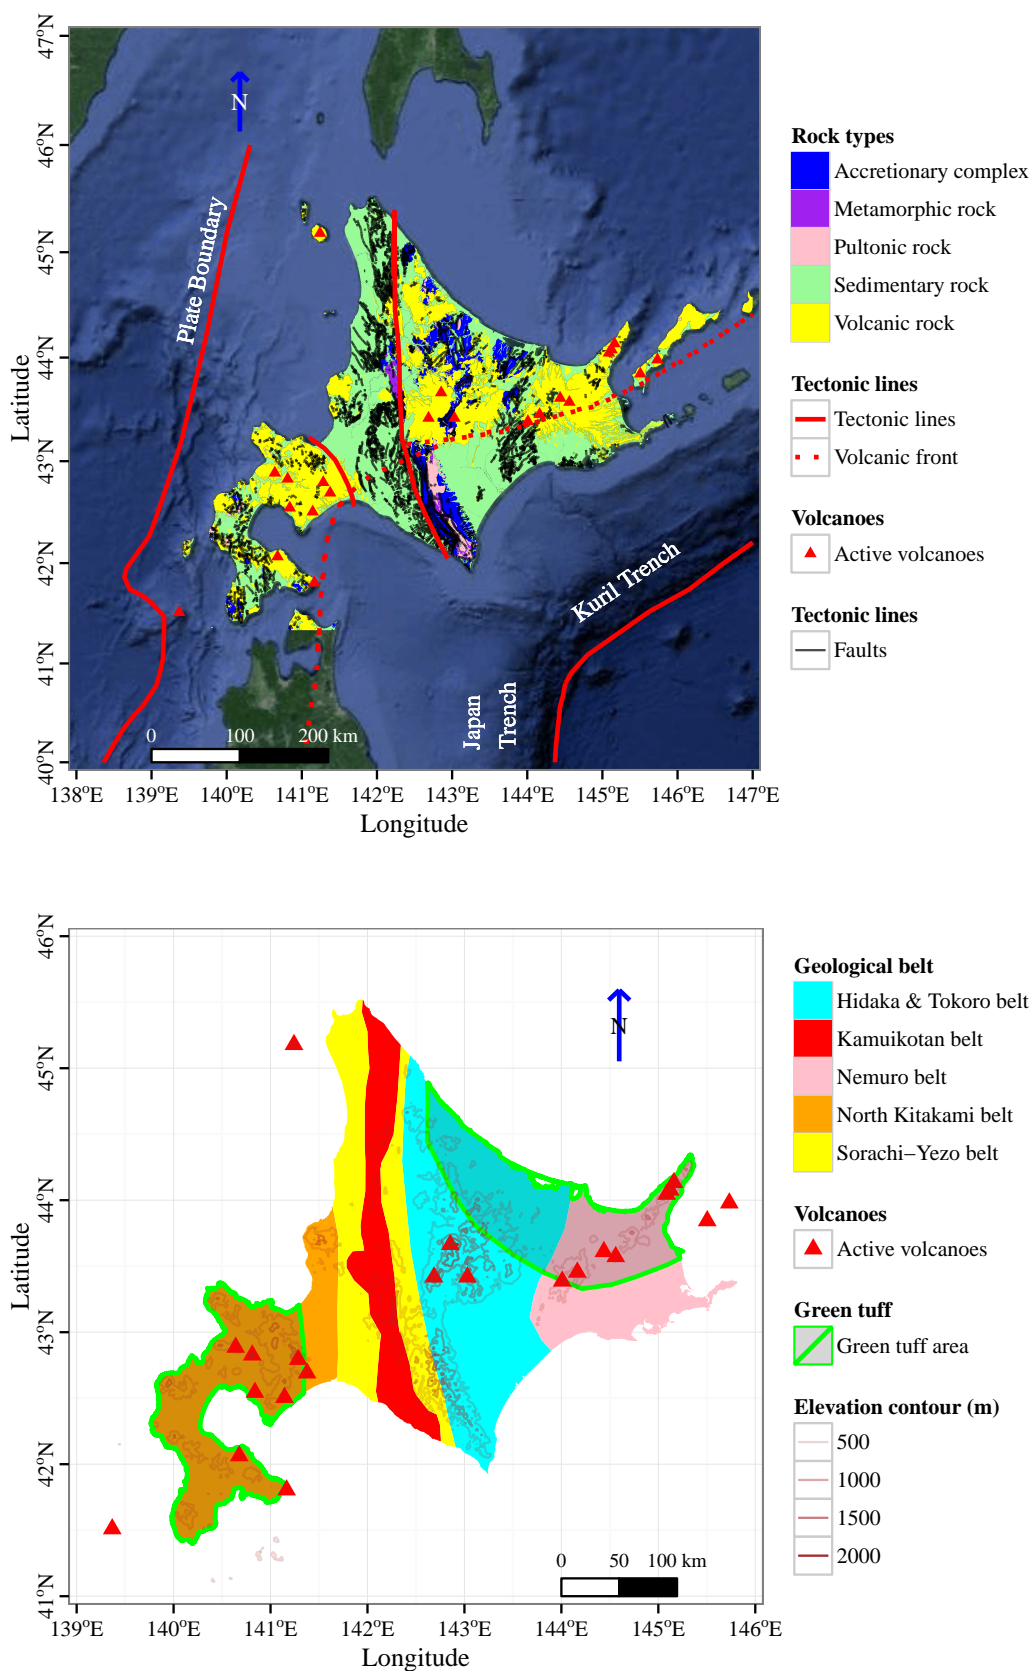 47°N
46°N
45°N
44°N
43°N
42°N
41°N
40°N
Latitude
N
Plate Boundary
Kuril Trench
Japan
Trench
0 100 200 km
138°E 139°E 140°E 141°E 142°E 143°E 144°E 145°E 146°E 147°E
Longitude
Rock types
Accretionary complex
Metamorphic rock
Pultonic rock
Sedimentary rock
Volcanic rock
Tectonic lines
Tectonic lines
Volcanic front
Volcanoes
Active volcanoes
Tectonic lines
Faults
46°N
45°N
44°N
43°N
42°N
41°N
Latitude
N
0 50 100 km
139°E 140°E 141°E 142°E 143°E 144°E 145°E 146°E
Longitude
Geological belt
Hidaka & Tokoro belt
Kamuikotan belt
Nemuro belt
North Kitakami belt
Sorachi−Yezo belt
Volcanoes
Active volcanoes
Green tuff
Green tuff area
Elevation contour (m)
500
1000
1500
2000